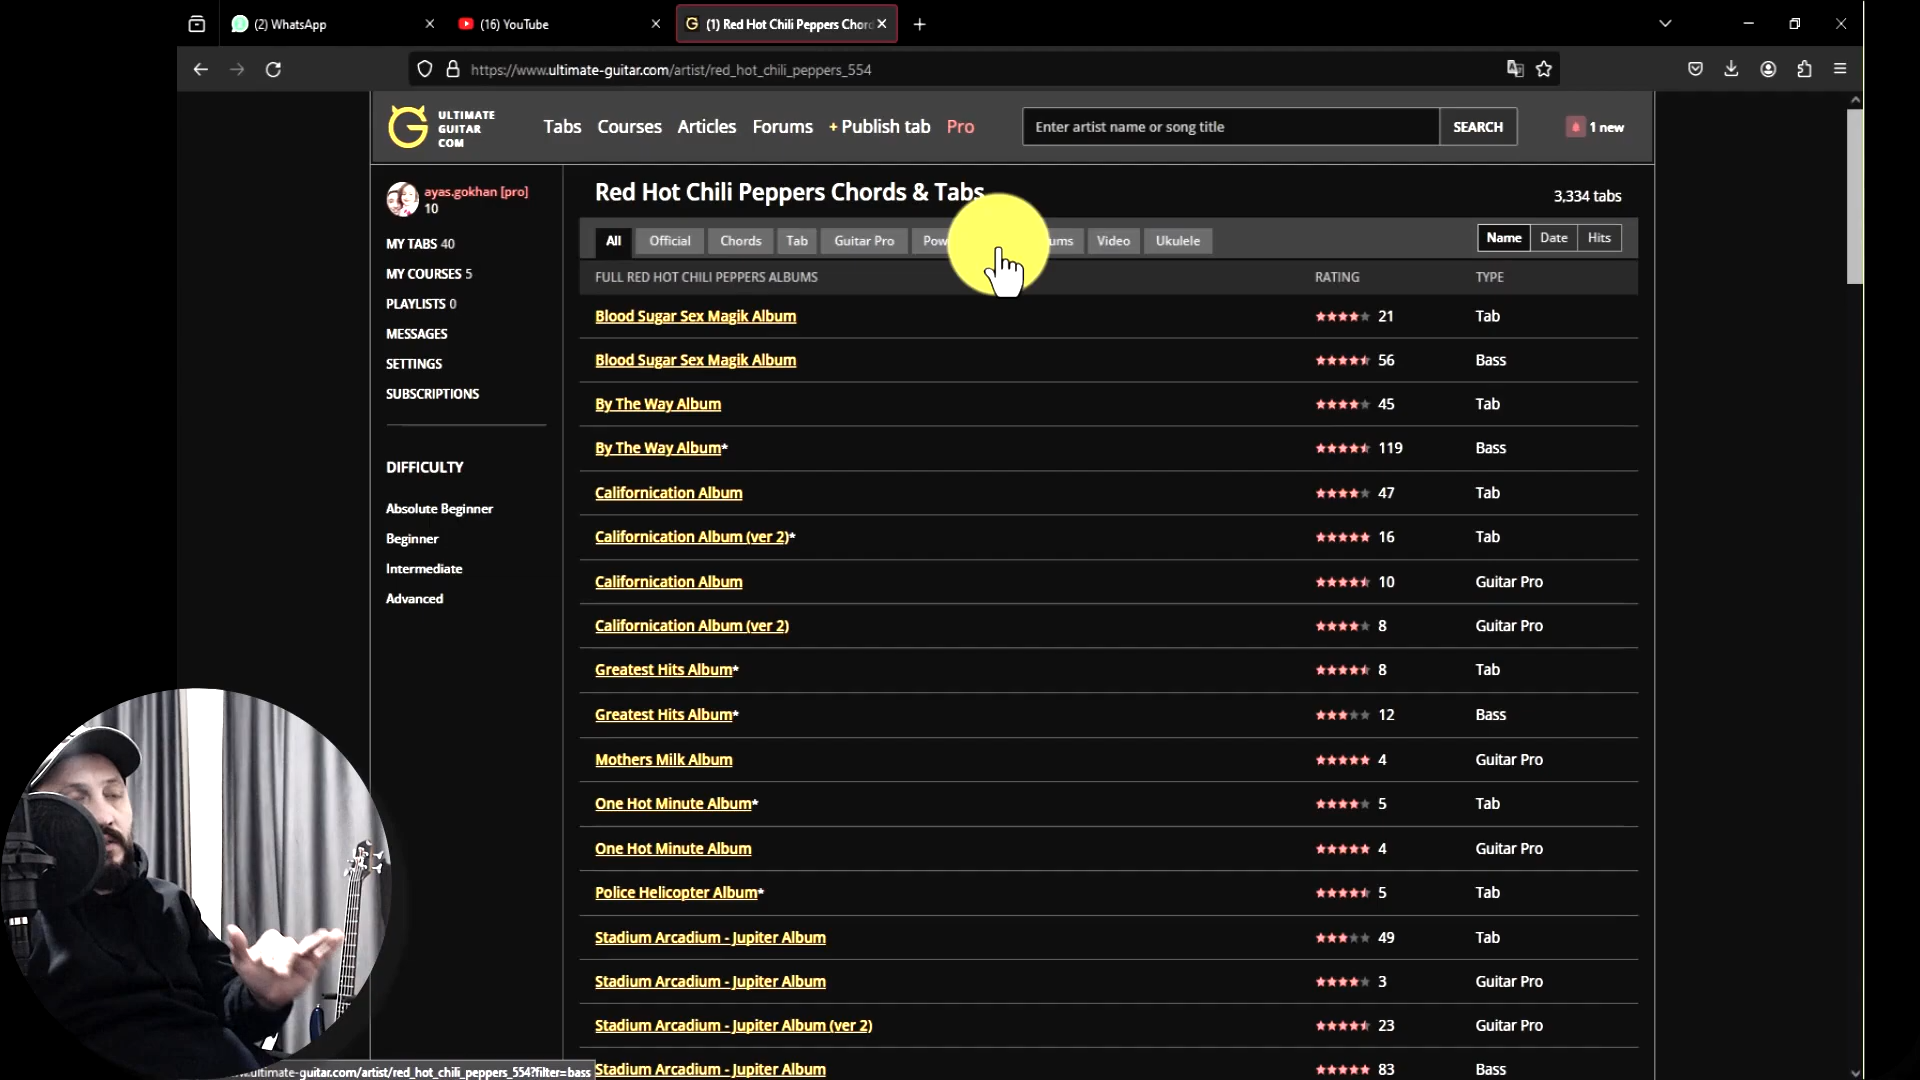 (2) WhatsApp
(16) YouTube
(1) Red Hot Chili Peppers Chor
https://www.ultimate-guitar.com/artist/red_hot_chili_peppers_554
ULTIMATE
GUITAR
COM
Tabs
Courses
Articles
Forums
+ Publish tab
Pro
Enter artist name or song title
SEARCH
1 new
ayas.gokhan [pro]
10
MY TABS 40
MY COURSES 5
PLAYLISTS 0
MESSAGES
SETTINGS
SUBSCRIPTIONS
DIFFICULTY
Absolute Beginner
Beginner
Intermediate
Advanced
Red Hot Chili Peppers Chords & Tabs
3,334 tabs
All
Official
Chords
Tab
Guitar Pro
Pow
ums
Video
Ukulele
Name
Date
Hits
FULL RED HOT CHILI PEPPERS ALBUMS RATING TYPE
Blood Sugar Sex Magik Album 21 Tab
Blood Sugar Sex Magik Album 56 Bass
By The Way Album 45 Tab
By The Way Album* 119 Bass
Californication Album 47 Tab
Californication Album (ver 2)* 16 Tab
Californication Album 10 Guitar Pro
Californication Album (ver 2) 8 Guitar Pro
Greatest Hits Album* 8 Tab
Greatest Hits Album* 12 Bass
Mothers Milk Album 4 Guitar Pro
One Hot Minute Album* 5 Tab
One Hot Minute Album 4 Guitar Pro
Police Helicopter Album* 5 Tab
Stadium Arcadium - Jupiter Album 49 Tab
Stadium Arcadium - Jupiter Album 3 Guitar Pro
Stadium Arcadium - Jupiter Album (ver 2) 23 Guitar Pro
Stadium Arcadium - Jupiter Album 83 Bass
ultimate-guitar.com/artist/red_hot_chili_peppers_554?filter=bass